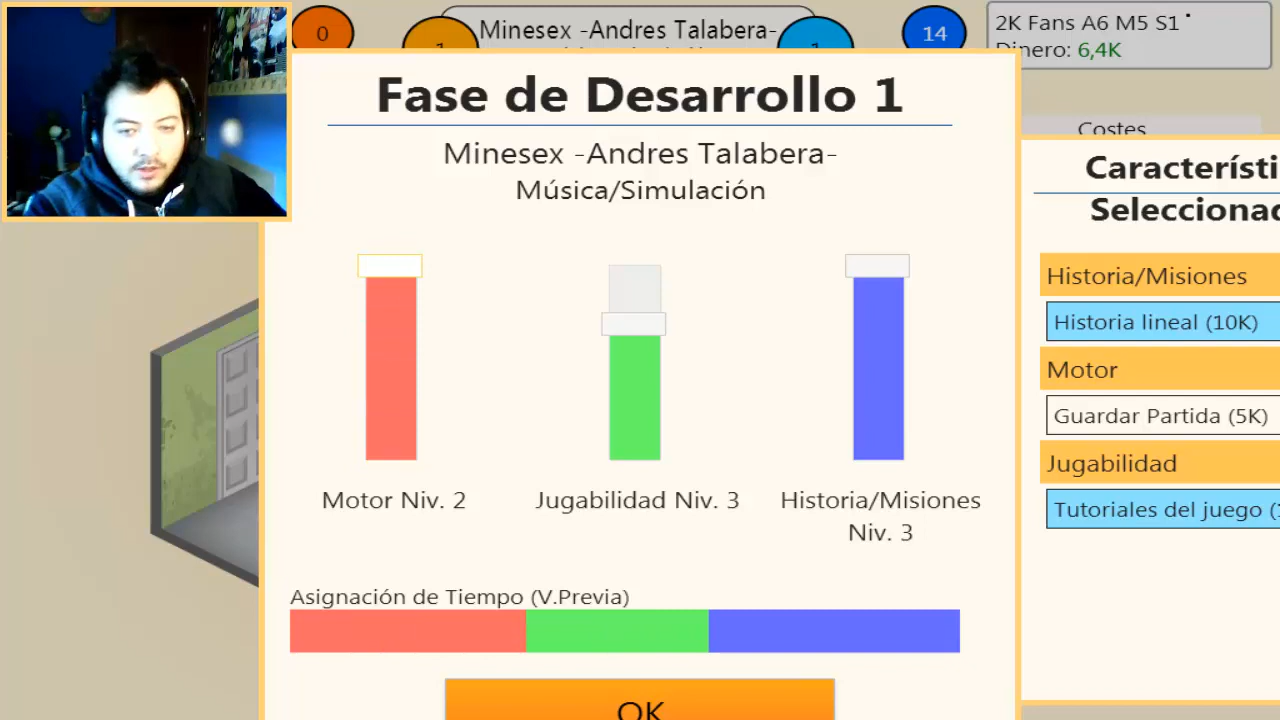 0
1
Minesex -Andres Talabera-
1
14
2K Fans A6 M5 S1
Dinero: 6,4K
Costes
Fase de Desarrollo 1
Minesex -Andres Talabera-
Música/Simulación
Motor Niv. 2
Jugabilidad Niv. 3
Historia/Misiones
Niv. 3
Asignación de Tiempo (V.Previa)
OK
Característi
Seleccionad
Historia/Misiones
Historia lineal (10K)
Motor
Guardar Partida (5K)
Jugabilidad
Tutoriales del juego (